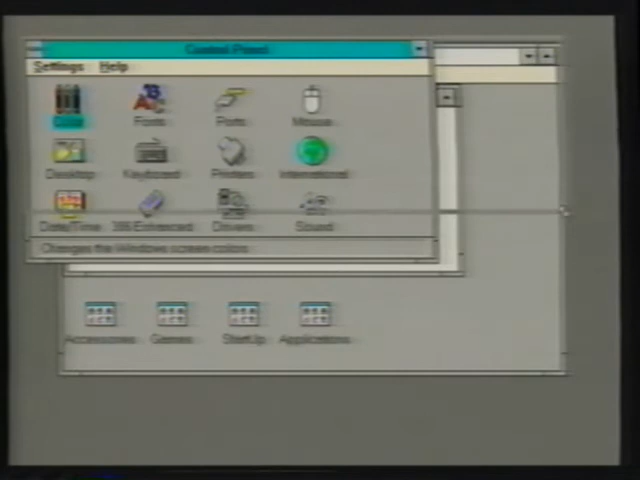 Control Panel
Settings Help
Color Fonts Ports Mouse
Desktop Keyboard Printers International
Date/Time 386 Enhanced Drivers Sound
Changes the Windows screen colors
Accessories Games StartUp Applications